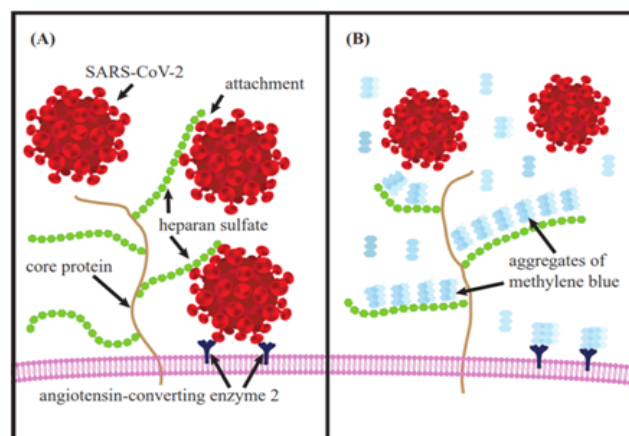 (A)
SARS-CoV-2
attachment
heparan sulfate
core protein
angiotensin-converting enzyme 2
(B)
aggregates of
methylene blue